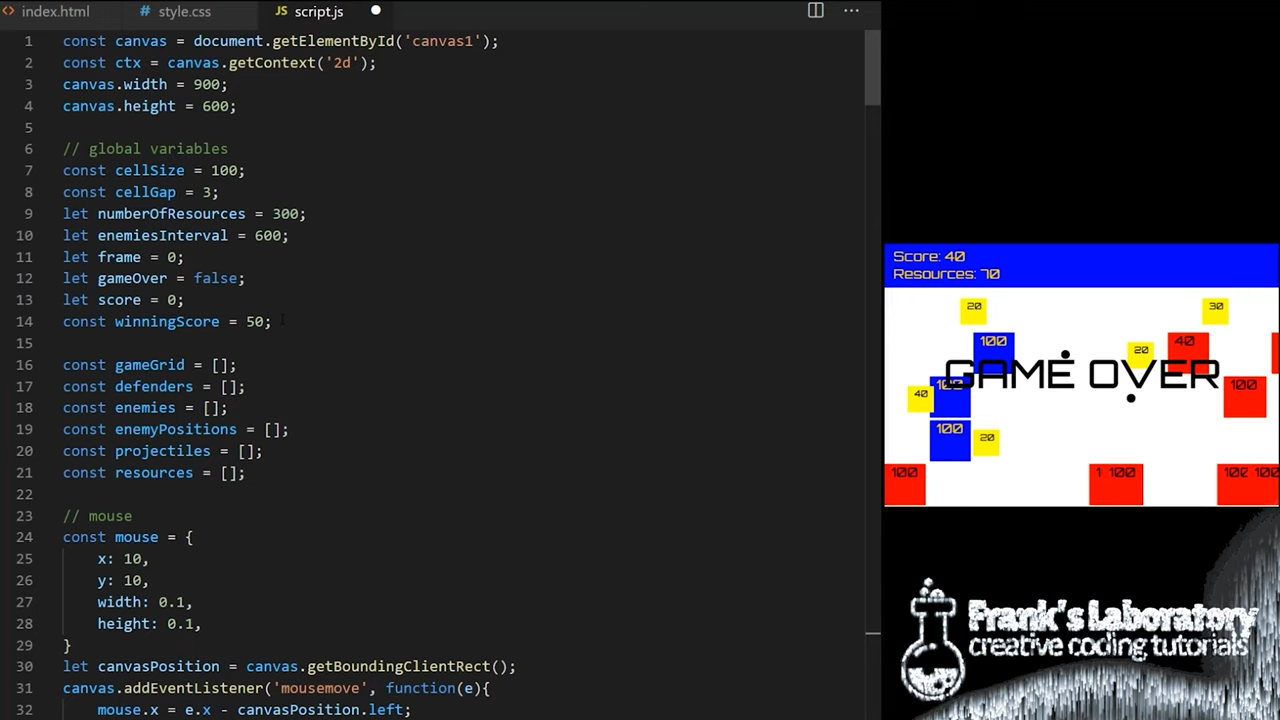 index.html
style.css
JS script.js
1 const canvas = document.getElementById('canvas1');
2 const ctx = canvas.getContext('2d');
3 canvas.width = 900;
4 canvas.height = 600;
5
6 // global variables
7 const cellSize = 100;
8 const cellGap = 3;
9 let numberOfResources = 300;
10 let enemiesInterval = 600;
11 let frame = 0;
12 let gameOver = false;
13 let score = 0;
14 const winningScore = 50;
15
16 const gameGrid = [];
17 const defenders = [];
18 const enemies = [];
19 const enemyPositions = [];
20 const projectiles = [];
21 const resources = [];
22
23 // mouse
24 const mouse = {
25 x: 10,
26 y: 10,
27 width: 0.1,
28 height: 0.1,
29 }
30 let canvasPosition = canvas.getBoundingClientRect();
31 canvas.addEventListener('mousemove', function(e){
32 mouse.x = e.x - canvasPosition.left;
Score: 40
Resources: 70
20
30
100
20
40
GAME OVER
40
100
100
20
100
1 100
100
Frank's Laboratory
creative coding tutorials